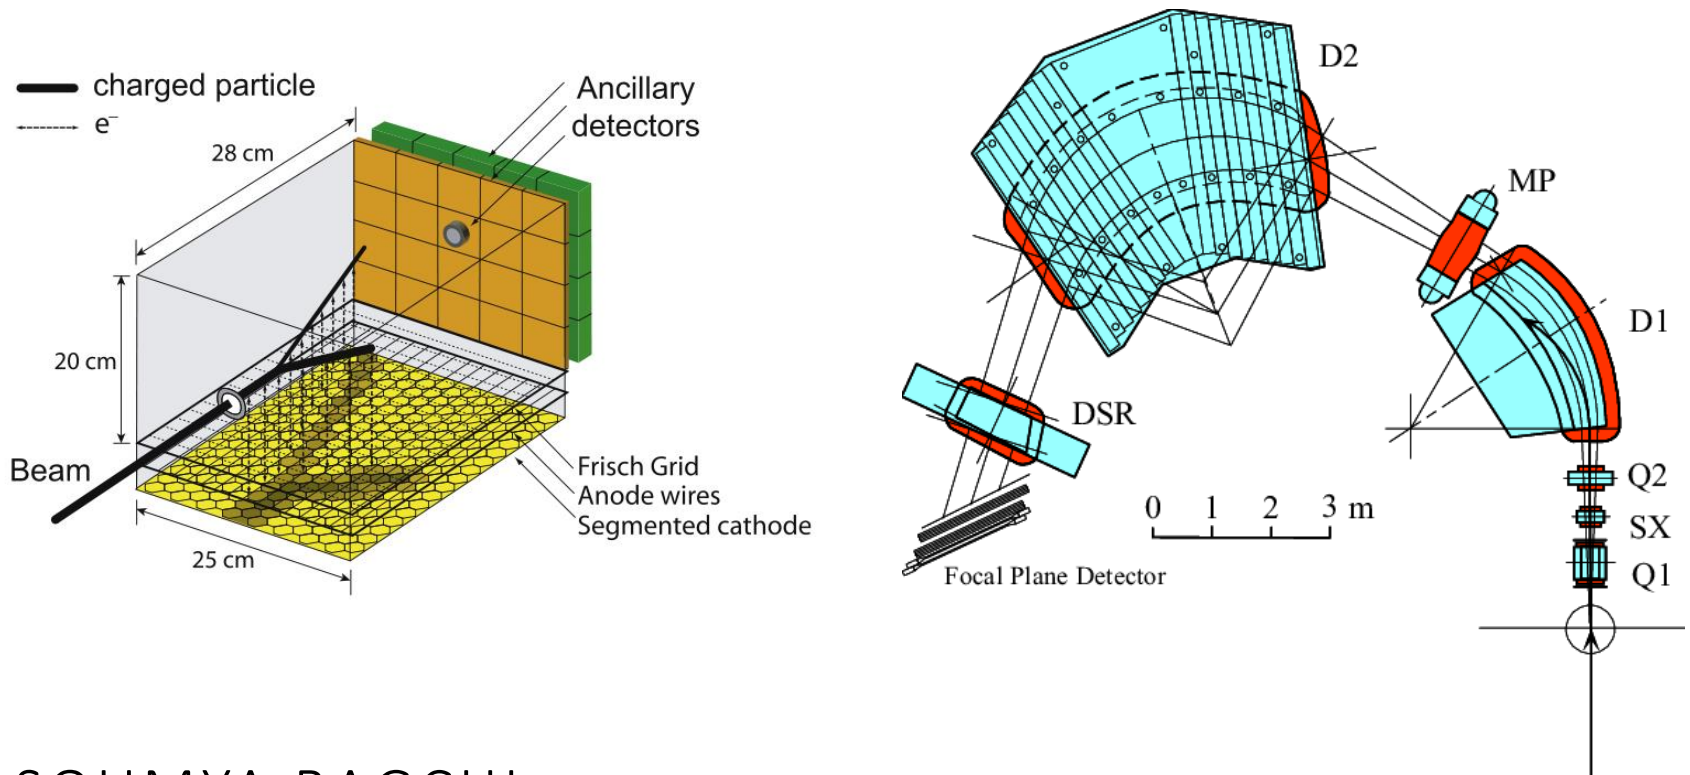 charged particle
e⁻
Ancillary
detectors
28 cm
20 cm
Beam
25 cm
Frisch Grid
Anode wires
Segmented cathode
D2
MP
D1
DSR
Q2
SX
Q1
0 1 2 3 m
Focal Plane Detector